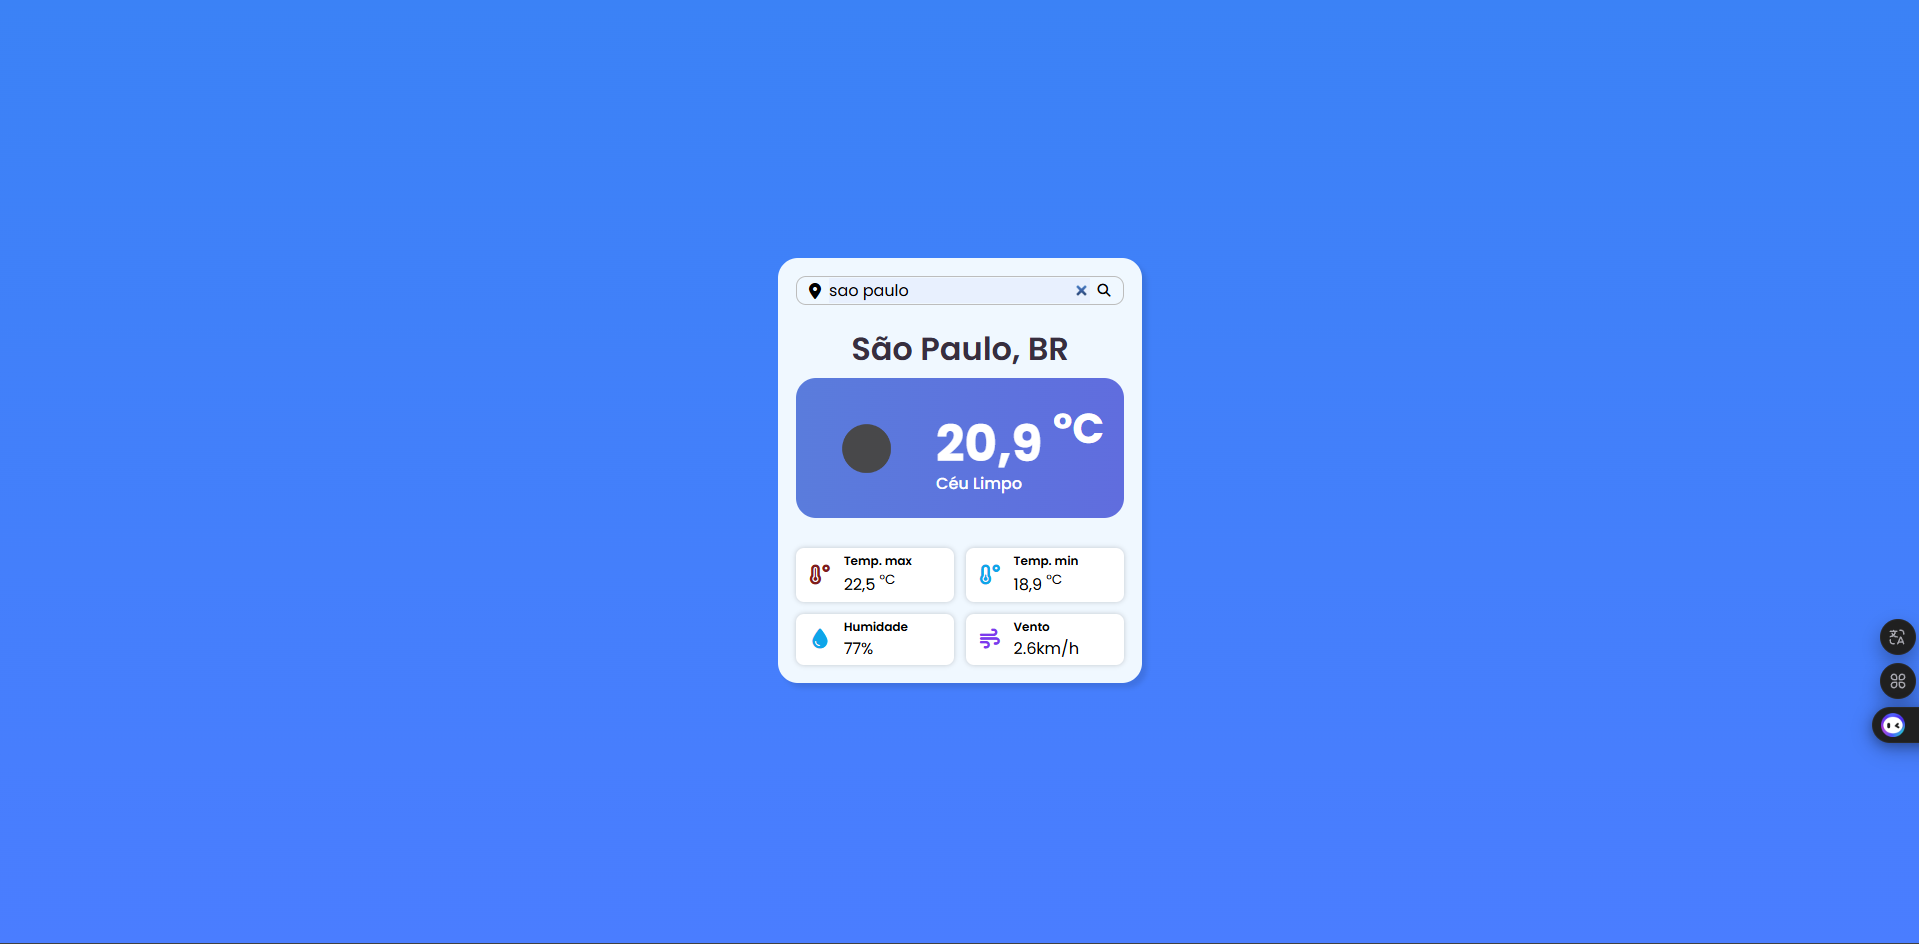 sao paulo
São Paulo, BR
20,9 °C
Céu Limpo
Temp. max
22,5 °C
Temp. min
18,9 °C
Humidade
77%
Vento
2.6km/h